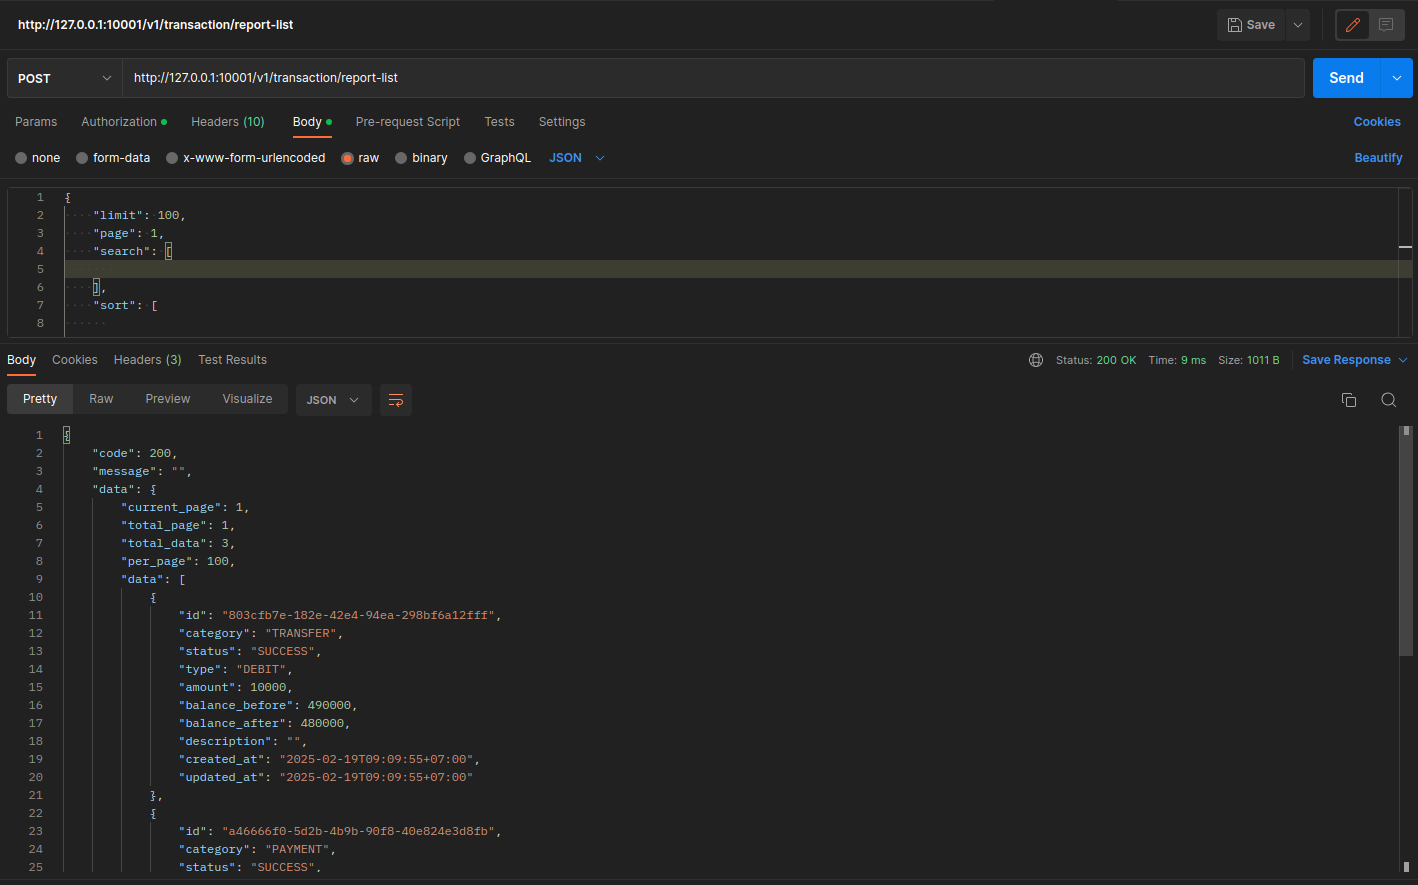 http://127.0.0.1:10001/v1/transaction/report-list
Save
POST
http://127.0.0.1:10001/v1/transaction/report-list
Send
Params Authorization Headers (10) Body Pre-request Script Tests Settings Cookies
none form-data x-www-form-urlencoded raw binary GraphQL JSON Beautify
1 {
2 "limit": 100,
3 "page": 1,
4 "search": [
5
6 ],
7 "sort": [
8
Body Cookies Headers (3) Test Results Status: 200 OK Time: 9 ms Size: 1011 B Save Response
Pretty Raw Preview Visualize JSON
1 {
2 "code": 200,
3 "message": "",
4 "data": {
5 "current_page": 1,
6 "total_page": 1,
7 "total_data": 3,
8 "per_page": 100,
9 "data": [
10 {
11 "id": "803cfb7e-182e-42e4-94ea-298bf6a12fff",
12 "category": "TRANSFER",
13 "status": "SUCCESS",
14 "type": "DEBIT",
15 "amount": 10000,
16 "balance_before": 490000,
17 "balance_after": 480000,
18 "description": "",
19 "created_at": "2025-02-19T09:09:55+07:00",
20 "updated_at": "2025-02-19T09:09:55+07:00"
21 },
22 {
23 "id": "a46666f0-5d2b-4b9b-90f8-40e824e3d8fb",
24 "category": "PAYMENT",
25 "status": "SUCCESS",